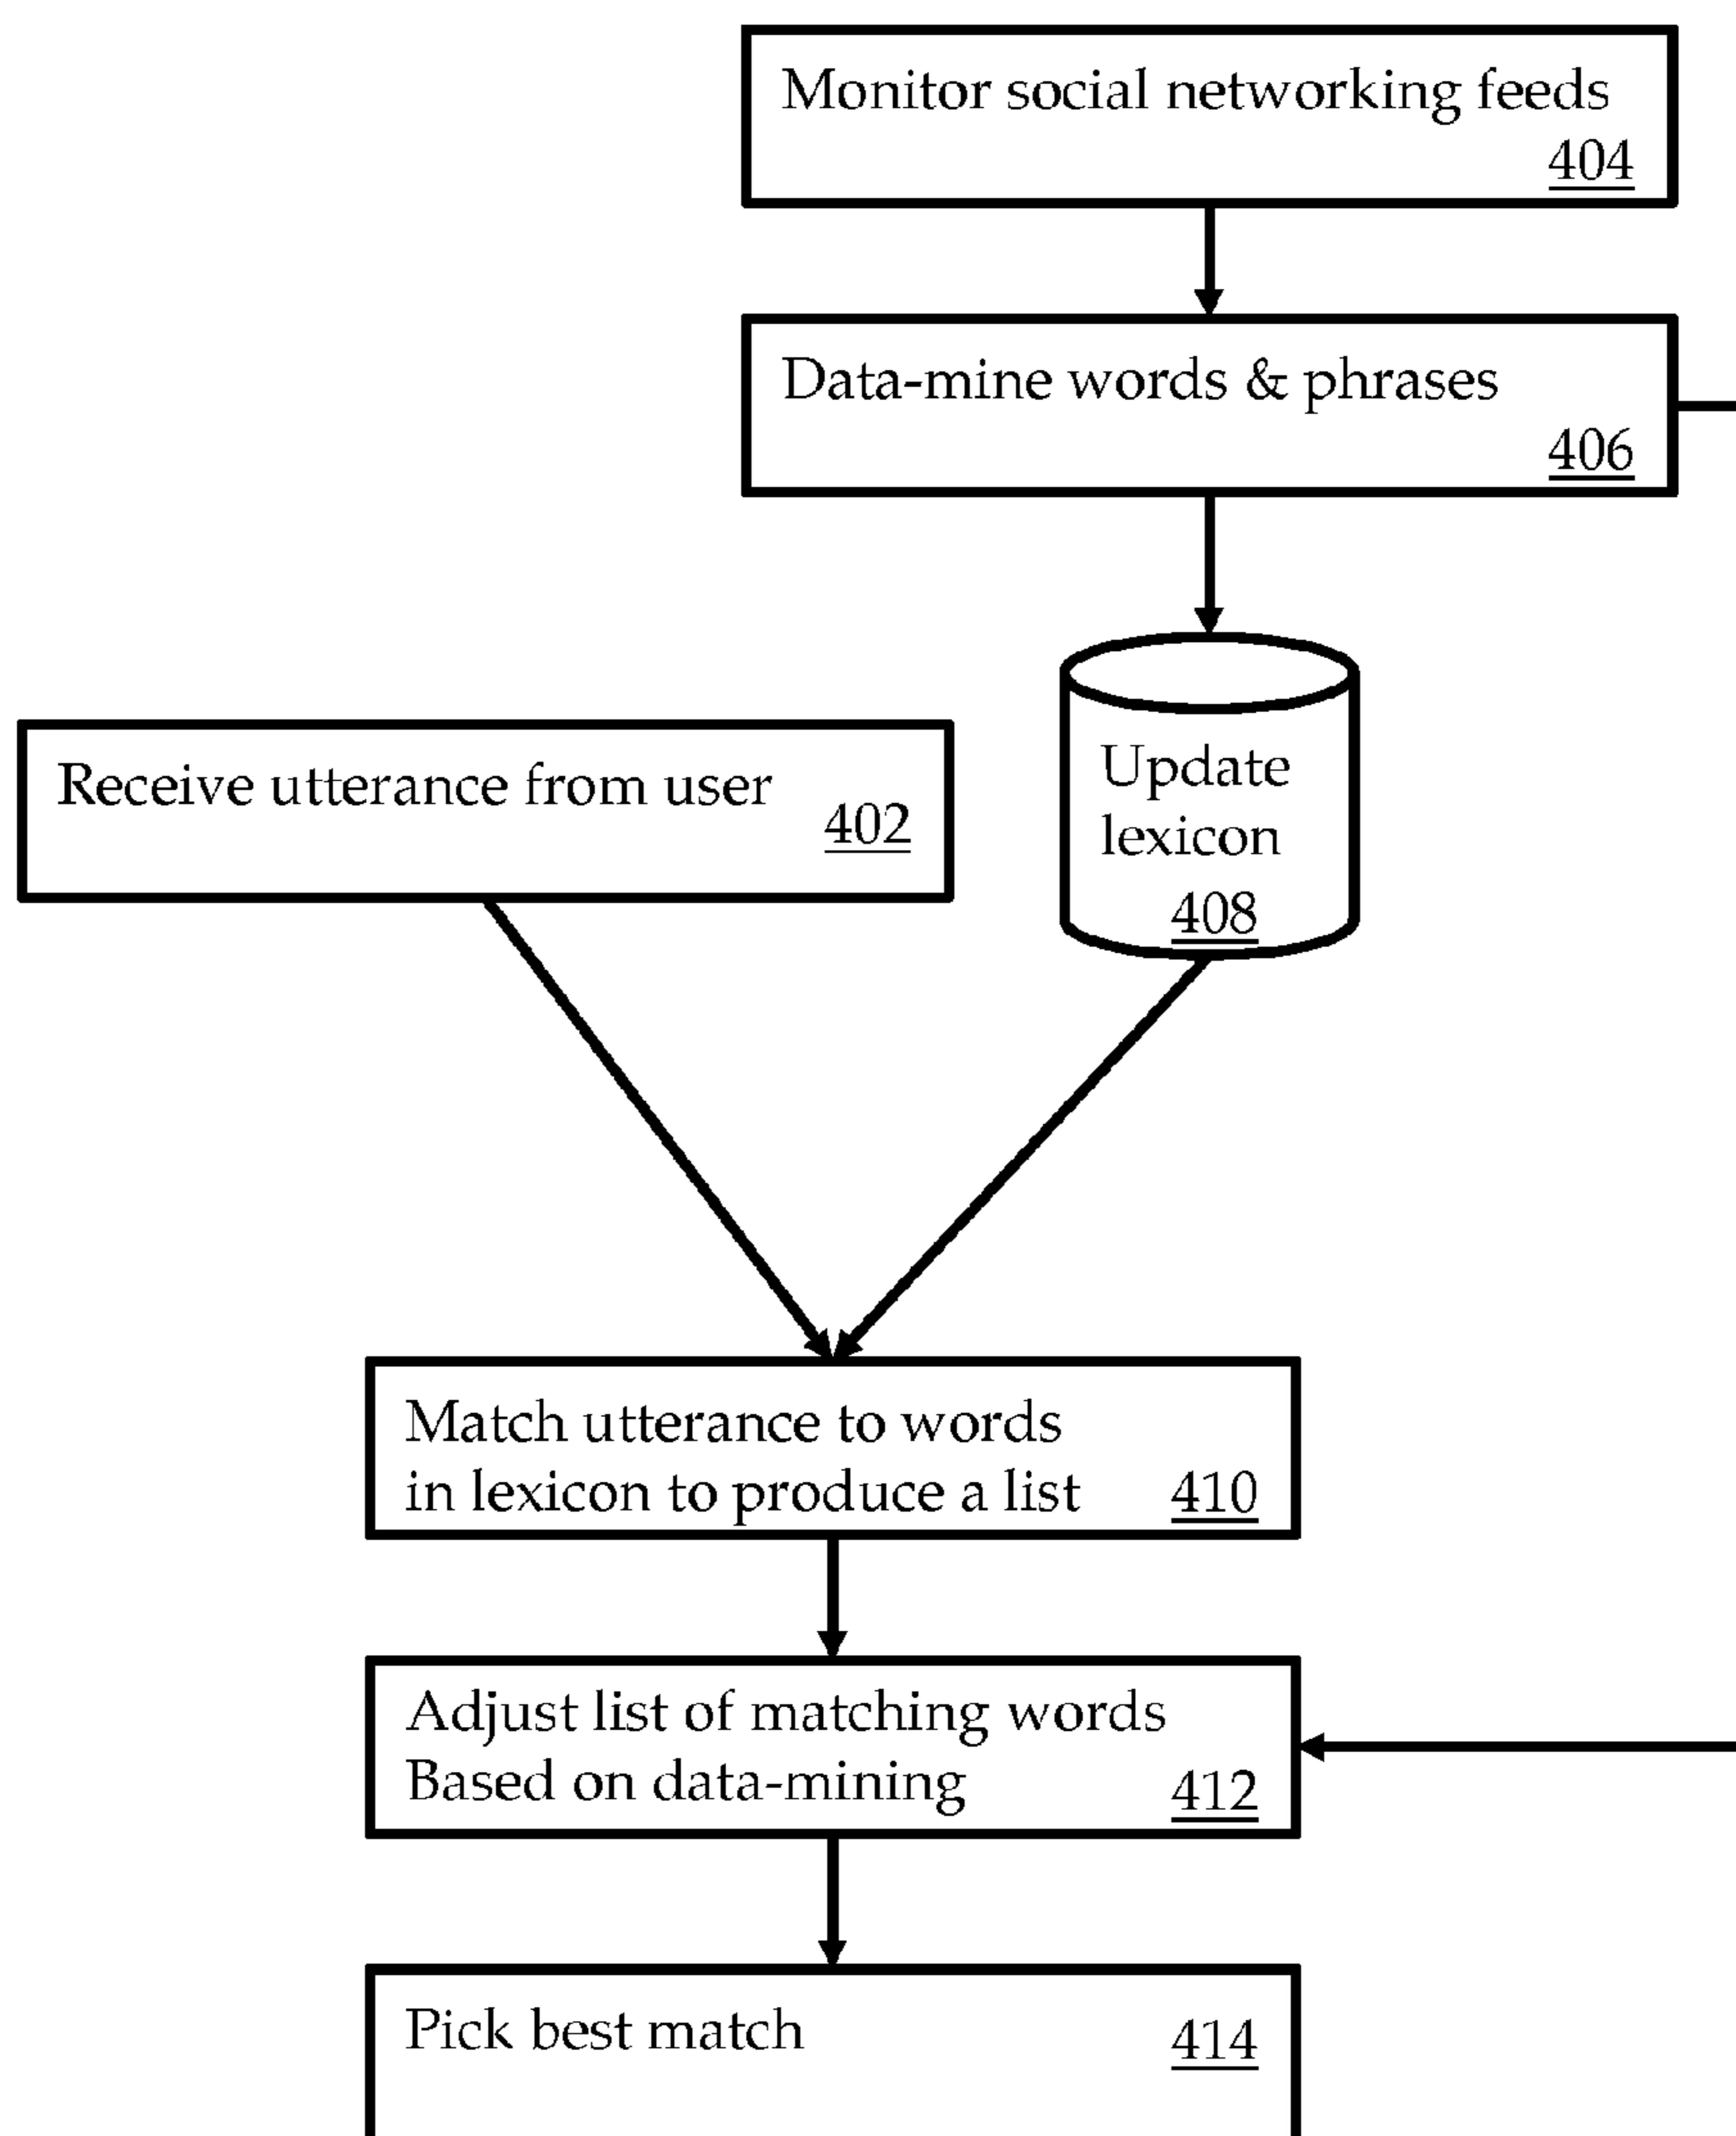 Monitor social networking feeds
404
Data-mine words & phrases
406
Receive utterance from user
402
Update
lexicon
408
Match utterance to words
in lexicon to produce a list 410
Adjust list of matching words
Based on data-mining 412
Pick best match 414